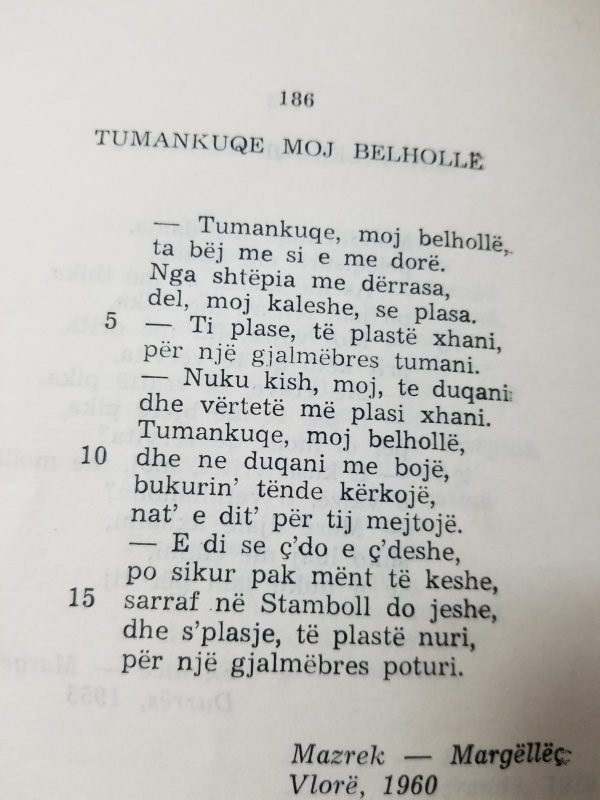 186
TUMANKUQE MOJ BELHOLLË
— Tumankuqe, moj belhollë,
ta bëj me si e me dorë.
Nga shtëpia me dërrasa,
del, moj kaleshe, se plasa.
5 — Ti plase, të plastë xhani,
për një gjalmëbres tumani.
— Nuku kish, moj, te duqani
dhe vërtetë më plasi xhani.
Tumankuqe, moj belhollë,
10 dhe ne duqani me bojë,
bukurin' tënde kërkojë,
nat' e dit' për tij mejtojë.
— E di se ç'do e ç'deshe,
po sikur pak mënt të keshe,
15 sarraf në Stamboll do jeshe,
dhe s'plasje, të plastë nuri,
për një gjalmëbres poturi.
Mazrek — Margëllëç
Vlorë, 1960